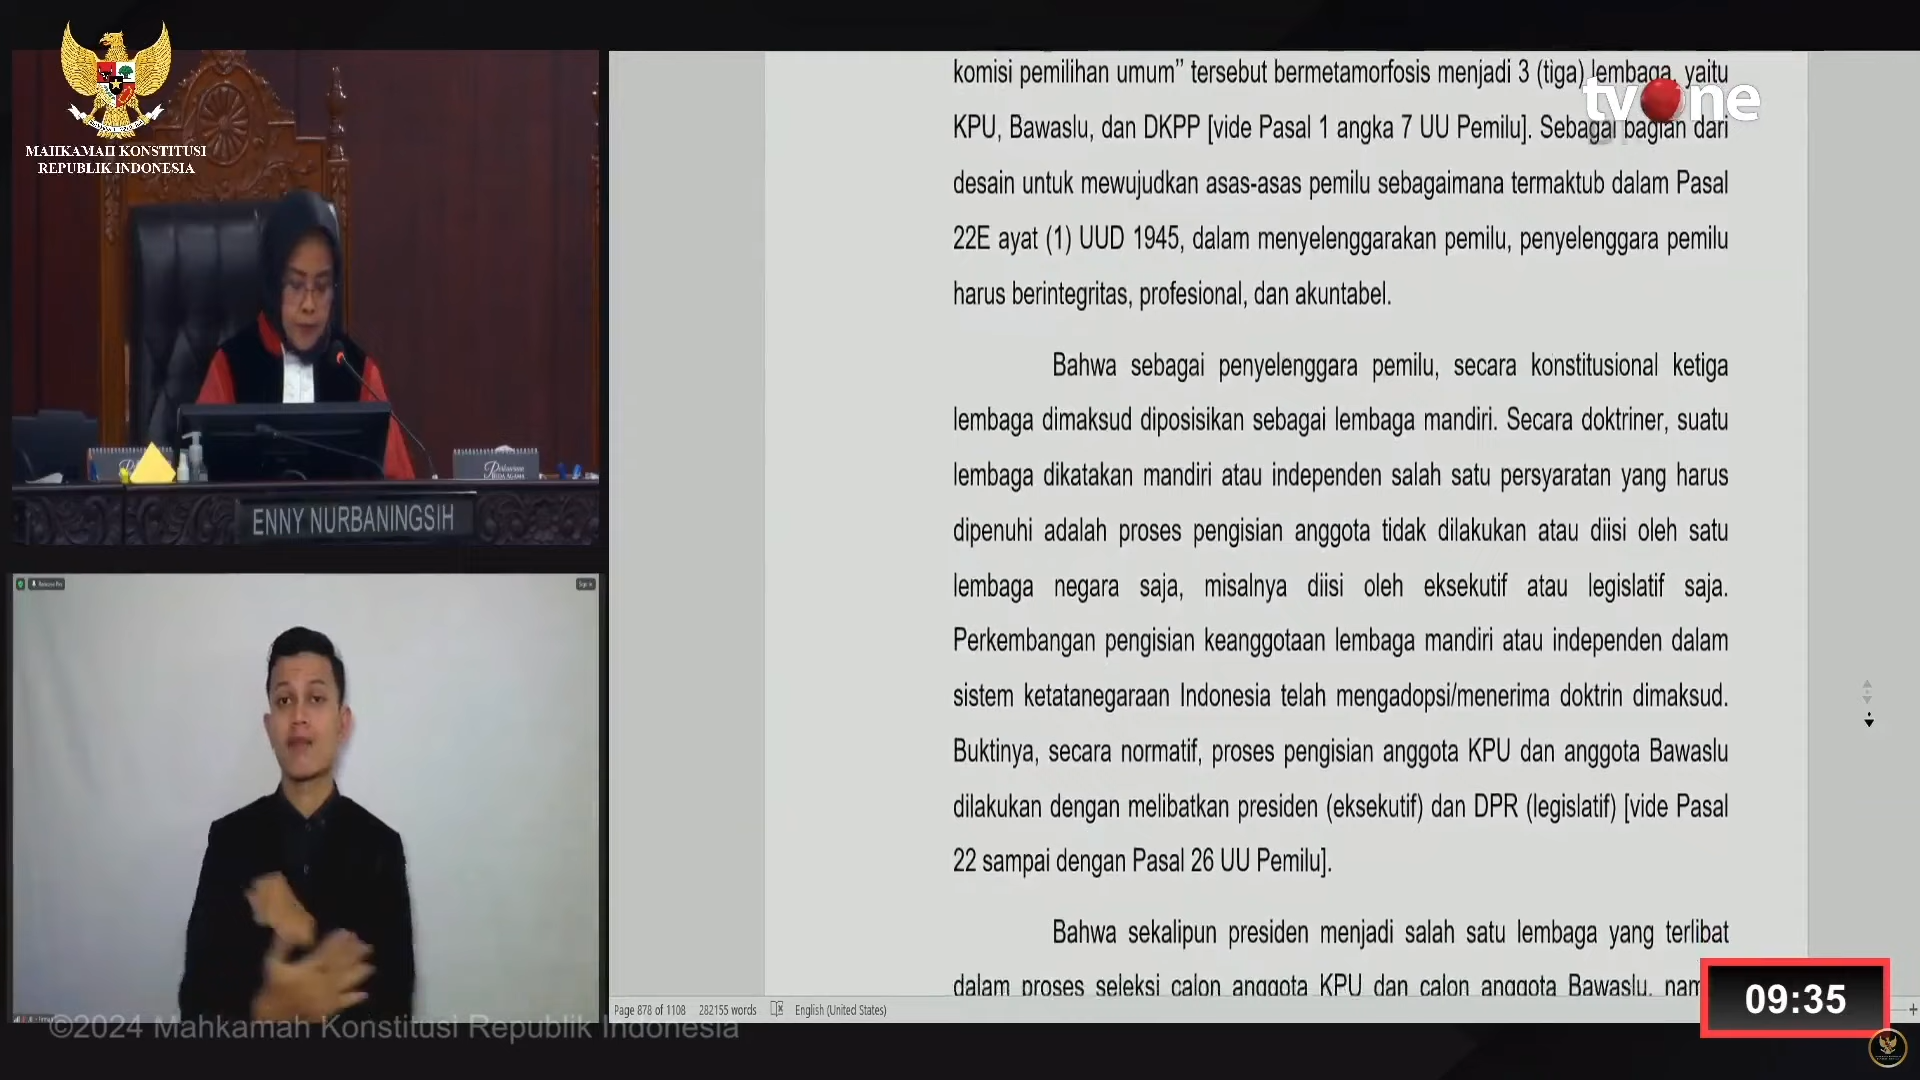 MAHKAMAH KONSTITUSI
REPUBLIK INDONESIA
ENNY NURBANINGSIH
tvOne
komisi pemilihan umum” tersebut bermetamorfosis menjadi 3 (tiga) lembaga, yaitu
KPU, Bawaslu, dan DKPP [vide Pasal 1 angka 7 UU Pemilu]. Sebagai bagian dari
desain untuk mewujudkan asas-asas pemilu sebagaimana termaktub dalam Pasal
22E ayat (1) UUD 1945, dalam menyelenggarakan pemilu, penyelenggara pemilu
harus berintegritas, profesional, dan akuntabel.
Bahwa sebagai penyelenggara pemilu, secara konstitusional ketiga
lembaga dimaksud diposisikan sebagai lembaga mandiri. Secara doktriner, suatu
lembaga dikatakan mandiri atau independen salah satu persyaratan yang harus
dipenuhi adalah proses pengisian anggota tidak dilakukan atau diisi oleh satu
lembaga negara saja, misalnya diisi oleh eksekutif atau legislatif saja.
Perkembangan pengisian keanggotaan lembaga mandiri atau independen dalam
sistem ketatanegaraan Indonesia telah mengadopsi/menerima doktrin dimaksud.
Buktinya, secara normatif, proses pengisian anggota KPU dan anggota Bawaslu
dilakukan dengan melibatkan presiden (eksekutif) dan DPR (legislatif) [vide Pasal
22 sampai dengan Pasal 26 UU Pemilu].
Bahwa sekalipun presiden menjadi salah satu lembaga yang terlibat
dalam proses seleksi calon anggota KPU dan calon anggota Bawaslu, nam
Page 878 of 1108 282155 words English (United States)
09:35
©2024 Mahkamah Konstitusi Republik Indonesia